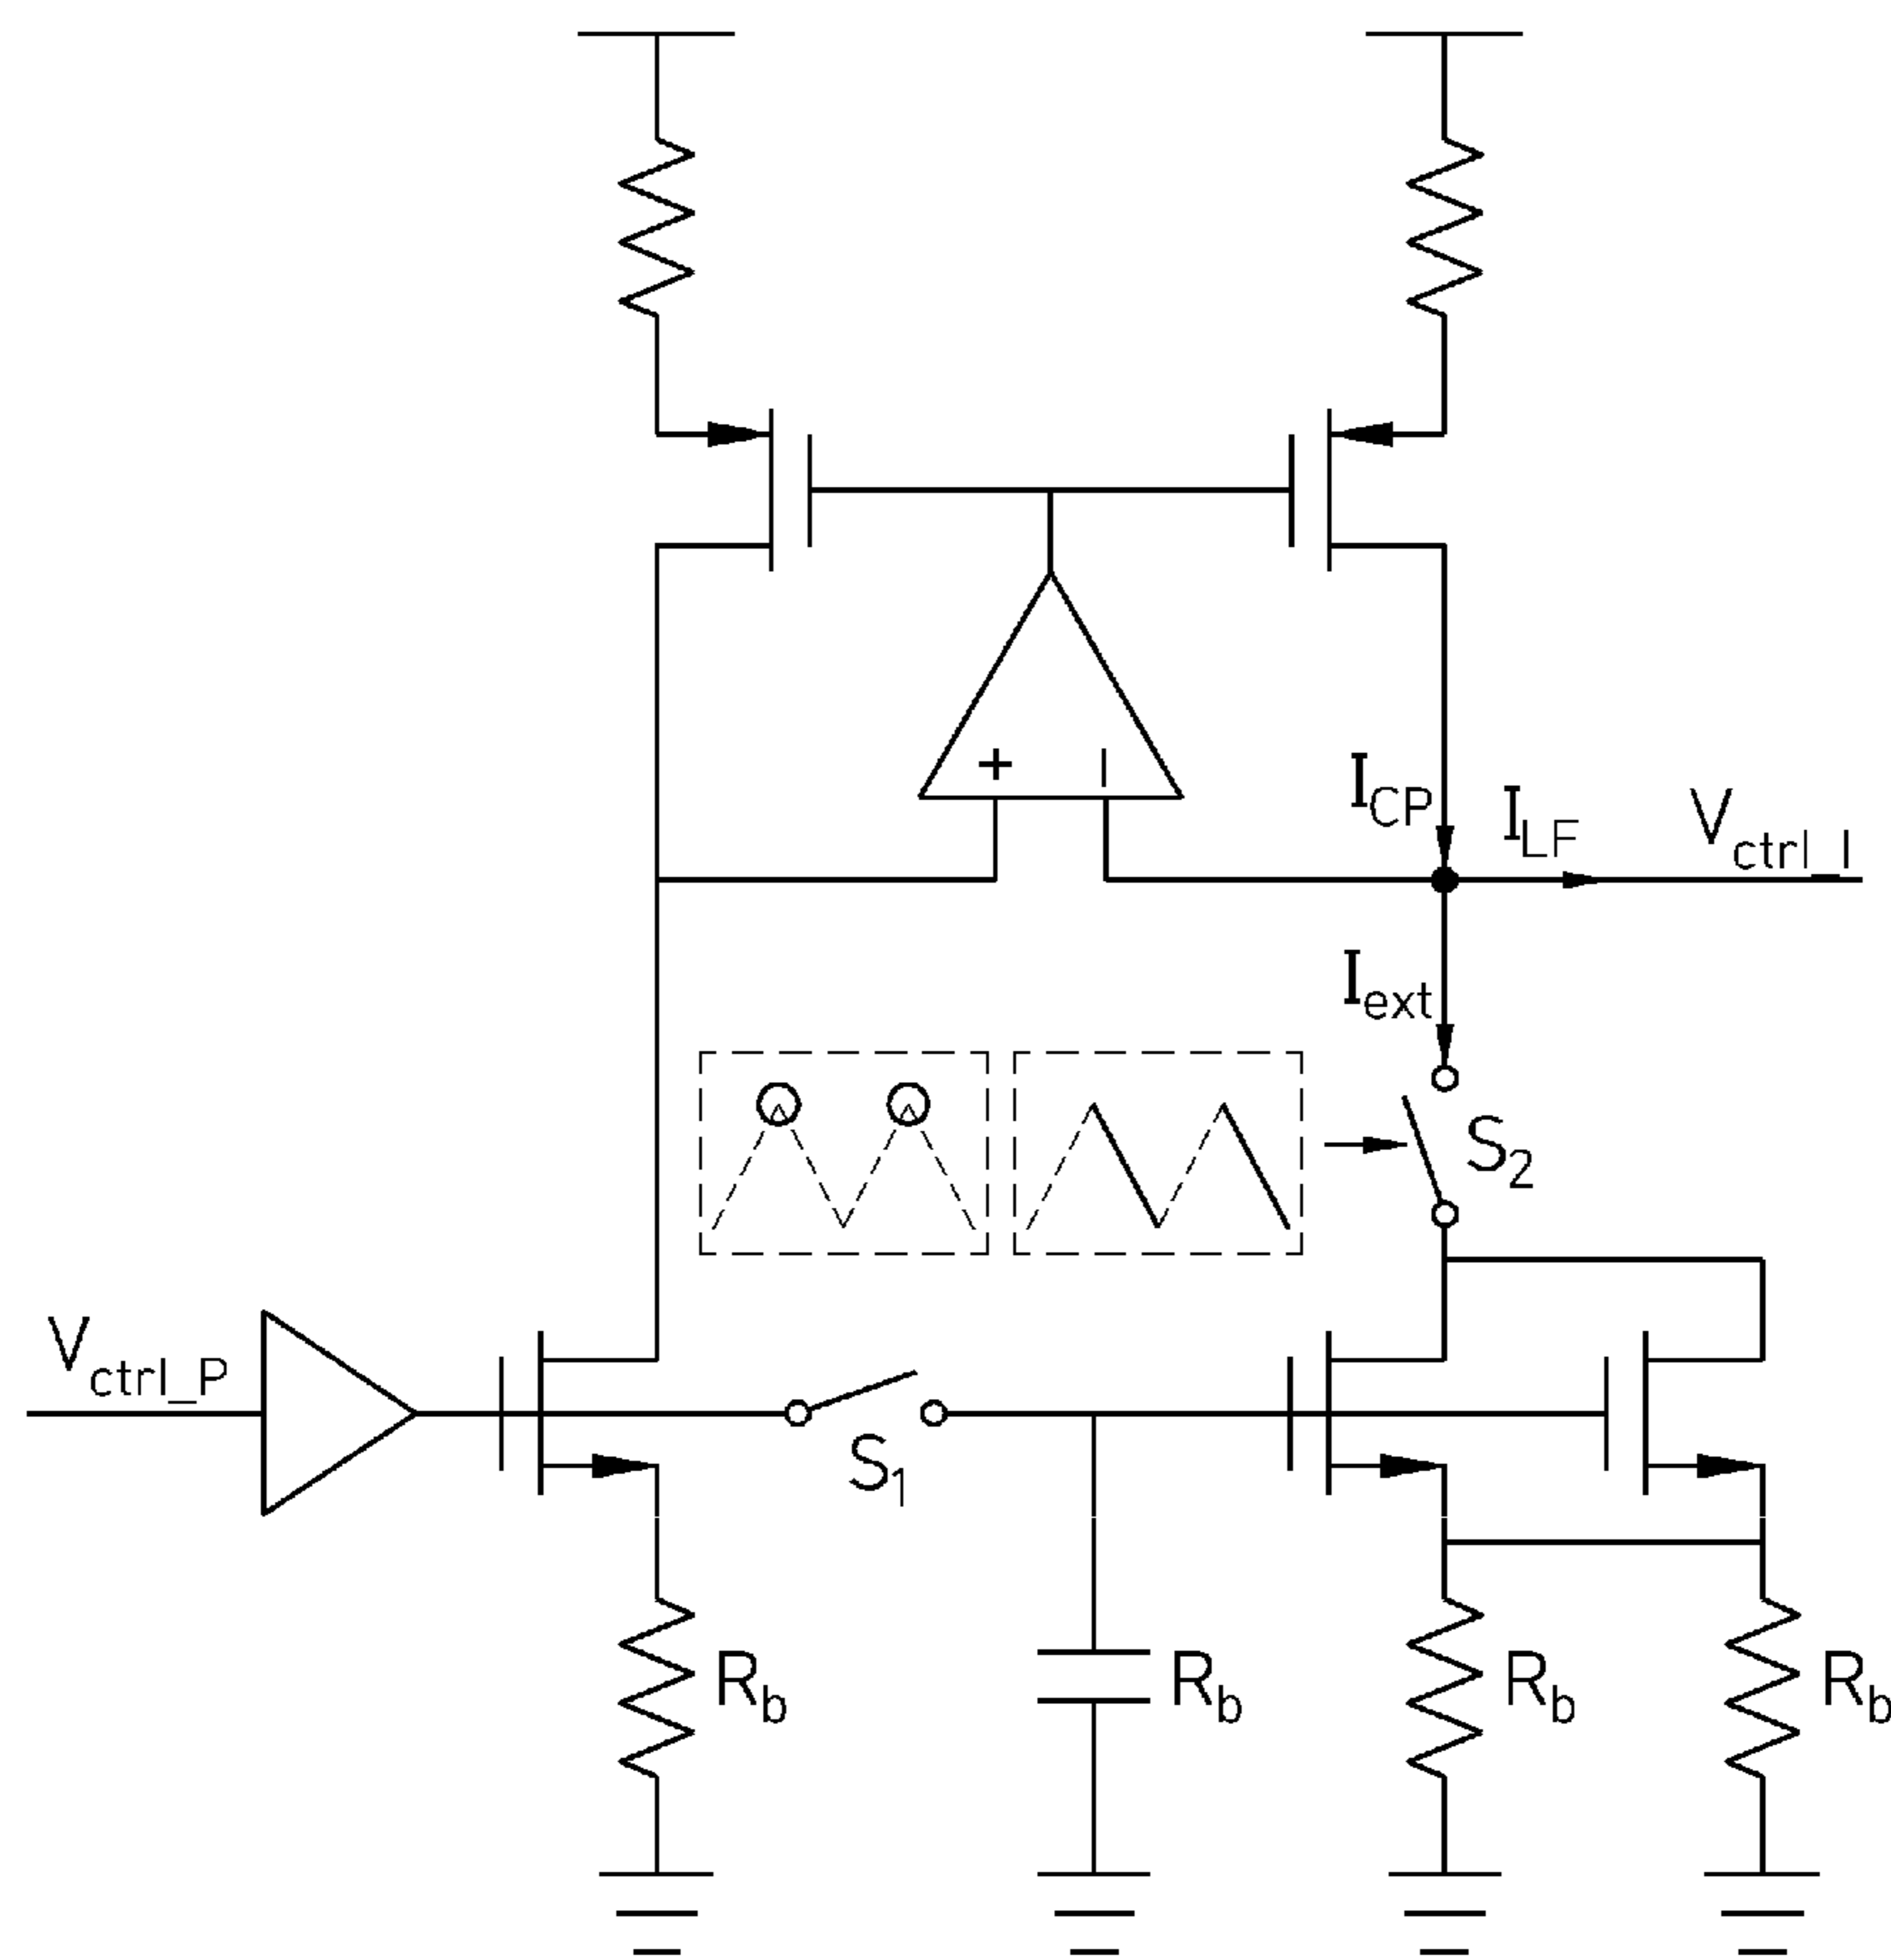 + −
I_CP
I_LF
V_ctrl_I
I_ext
S_2
V_ctrl_P
S_1
R_b R_b R_b R_b